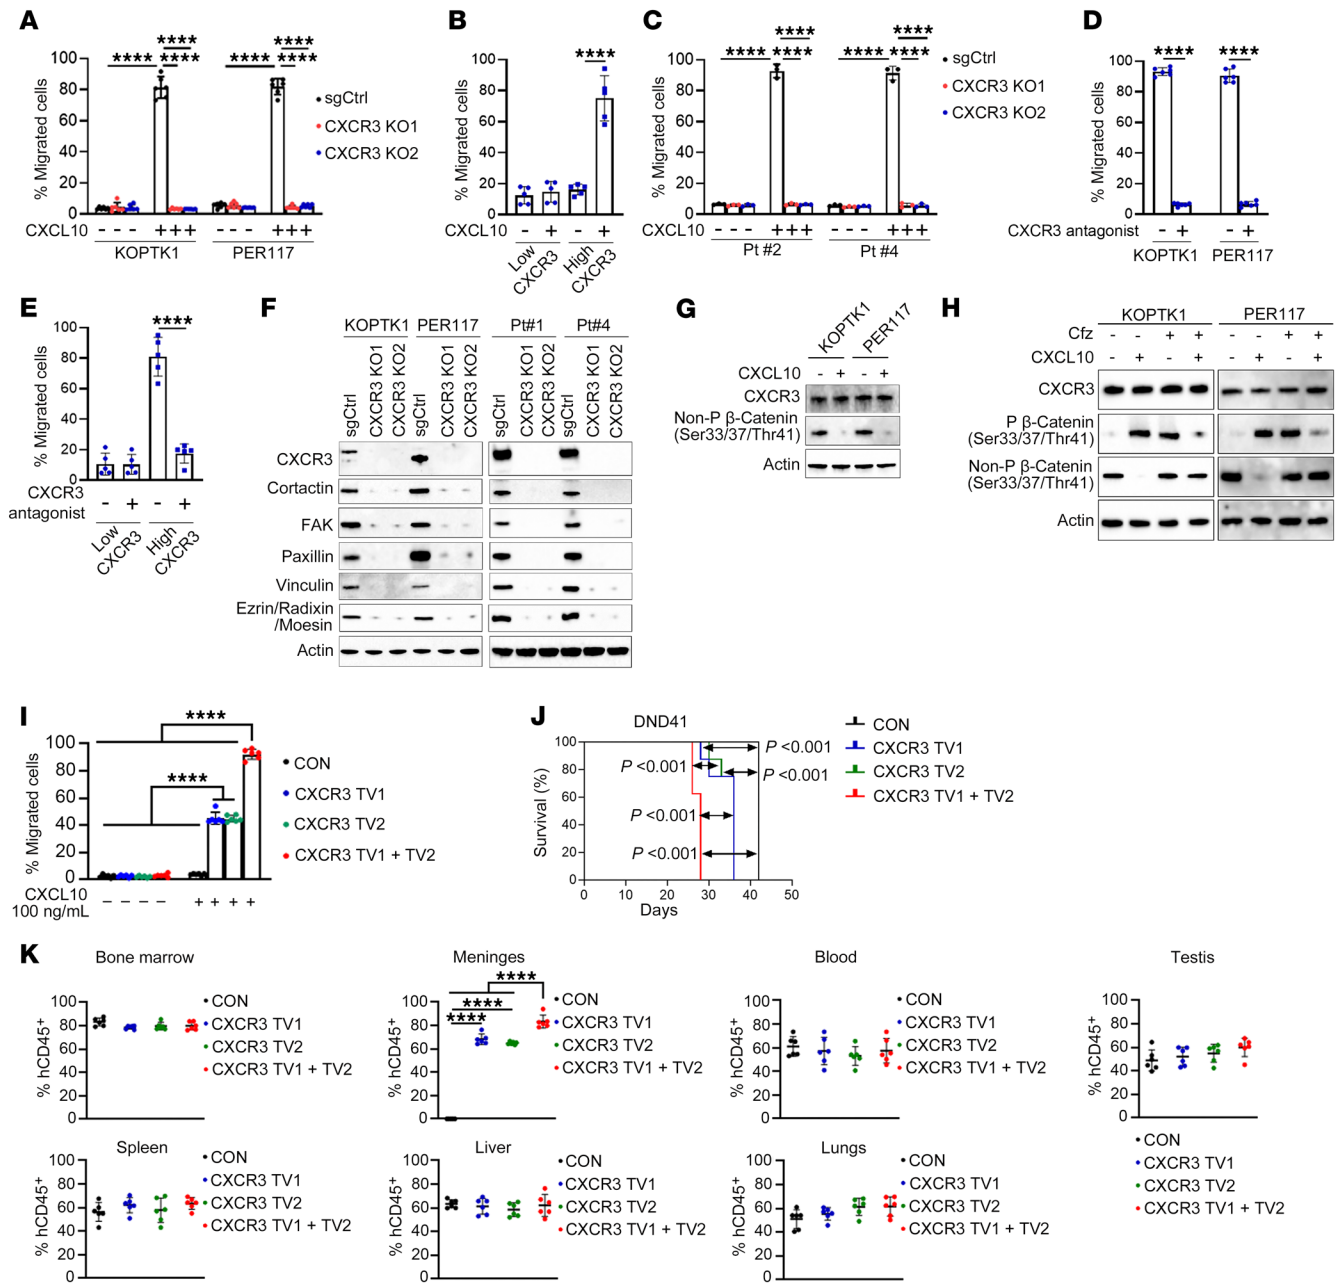 A
% Migrated cells
100
80
60
40
20
0
****
****
****
****
****
****
sgCtrl
CXCR3 KO1
CXCR3 KO2
CXCL10
- - - + + + - - - + + +
KOPTK1 PER117
B
% Migrated cells
100
80
60
40
20
0
****
CXCL10
- + - +
Low CXCR3
High CXCR3
C
% Migrated cells
100
80
60
40
20
0
****
****
****
****
****
****
sgCtrl
CXCR3 KO1
CXCR3 KO2
CXCL10
- - - + + + - - - + + +
Pt #2 Pt #4
D
% Migrated cells
100
80
60
40
20
0
**** ****
CXCR3 antagonist
- + - +
KOPTK1 PER117
E
% Migrated cells
100
80
60
40
20
0
****
CXCR3
antagonist
- + - +
Low CXCR3
High CXCR3
F
KOPTK1 PER117 Pt#1 Pt#4
sgCtrl CXCR3 KO1 CXCR3 KO2 sgCtrl CXCR3 KO1 CXCR3 KO2 sgCtrl CXCR3 KO1 CXCR3 KO2 sgCtrl CXCR3 KO1 CXCR3 KO2
CXCR3
Cortactin
FAK
Paxillin
Vinculin
Ezrin/Radixin
/Moesin
Actin
G
KOPTK1 PER117
CXCL10 - + - +
CXCR3
Non-P β-Catenin
(Ser33/37/Thr41)
Actin
H
KOPTK1 PER117
Cfz - - + + - - + +
CXCL10 - + - + - + - +
CXCR3
P β-Catenin
(Ser33/37/Thr41)
Non-P β-Catenin
(Ser33/37/Thr41)
Actin
I
% Migrated cells
100
80
60
40
20
0
****
****
CON
CXCR3 TV1
CXCR3 TV2
CXCR3 TV1 + TV2
CXCL10
100 ng/mL
- - - - + + + +
J
DND41
Survival (%)
100
80
60
40
20
0
0 10 20 30 40 50
Days
P <0.001
P <0.001
P <0.001
P <0.001
P <0.001
CON
CXCR3 TV1
CXCR3 TV2
CXCR3 TV1 + TV2
K
Bone marrow
% hCD45+
100
80
60
40
20
0
CON
CXCR3 TV1
CXCR3 TV2
CXCR3 TV1 + TV2
Meninges
% hCD45+
100
80
60
40
20
0
****
****
****
CON
CXCR3 TV1
CXCR3 TV2
CXCR3 TV1 + TV2
Blood
% hCD45+
100
80
60
40
20
0
CON
CXCR3 TV1
CXCR3 TV2
CXCR3 TV1 + TV2
Testis
% hCD45+
100
80
60
40
20
0
CON
CXCR3 TV1
CXCR3 TV2
CXCR3 TV1 + TV2
Spleen
% hCD45+
100
80
60
40
20
0
CON
CXCR3 TV1
CXCR3 TV2
CXCR3 TV1 + TV2
Liver
% hCD45+
100
80
60
40
20
0
CON
CXCR3 TV1
CXCR3 TV2
CXCR3 TV1 + TV2
Lungs
% hCD45+
100
80
60
40
20
0
CON
CXCR3 TV1
CXCR3 TV2
CXCR3 TV1 + TV2